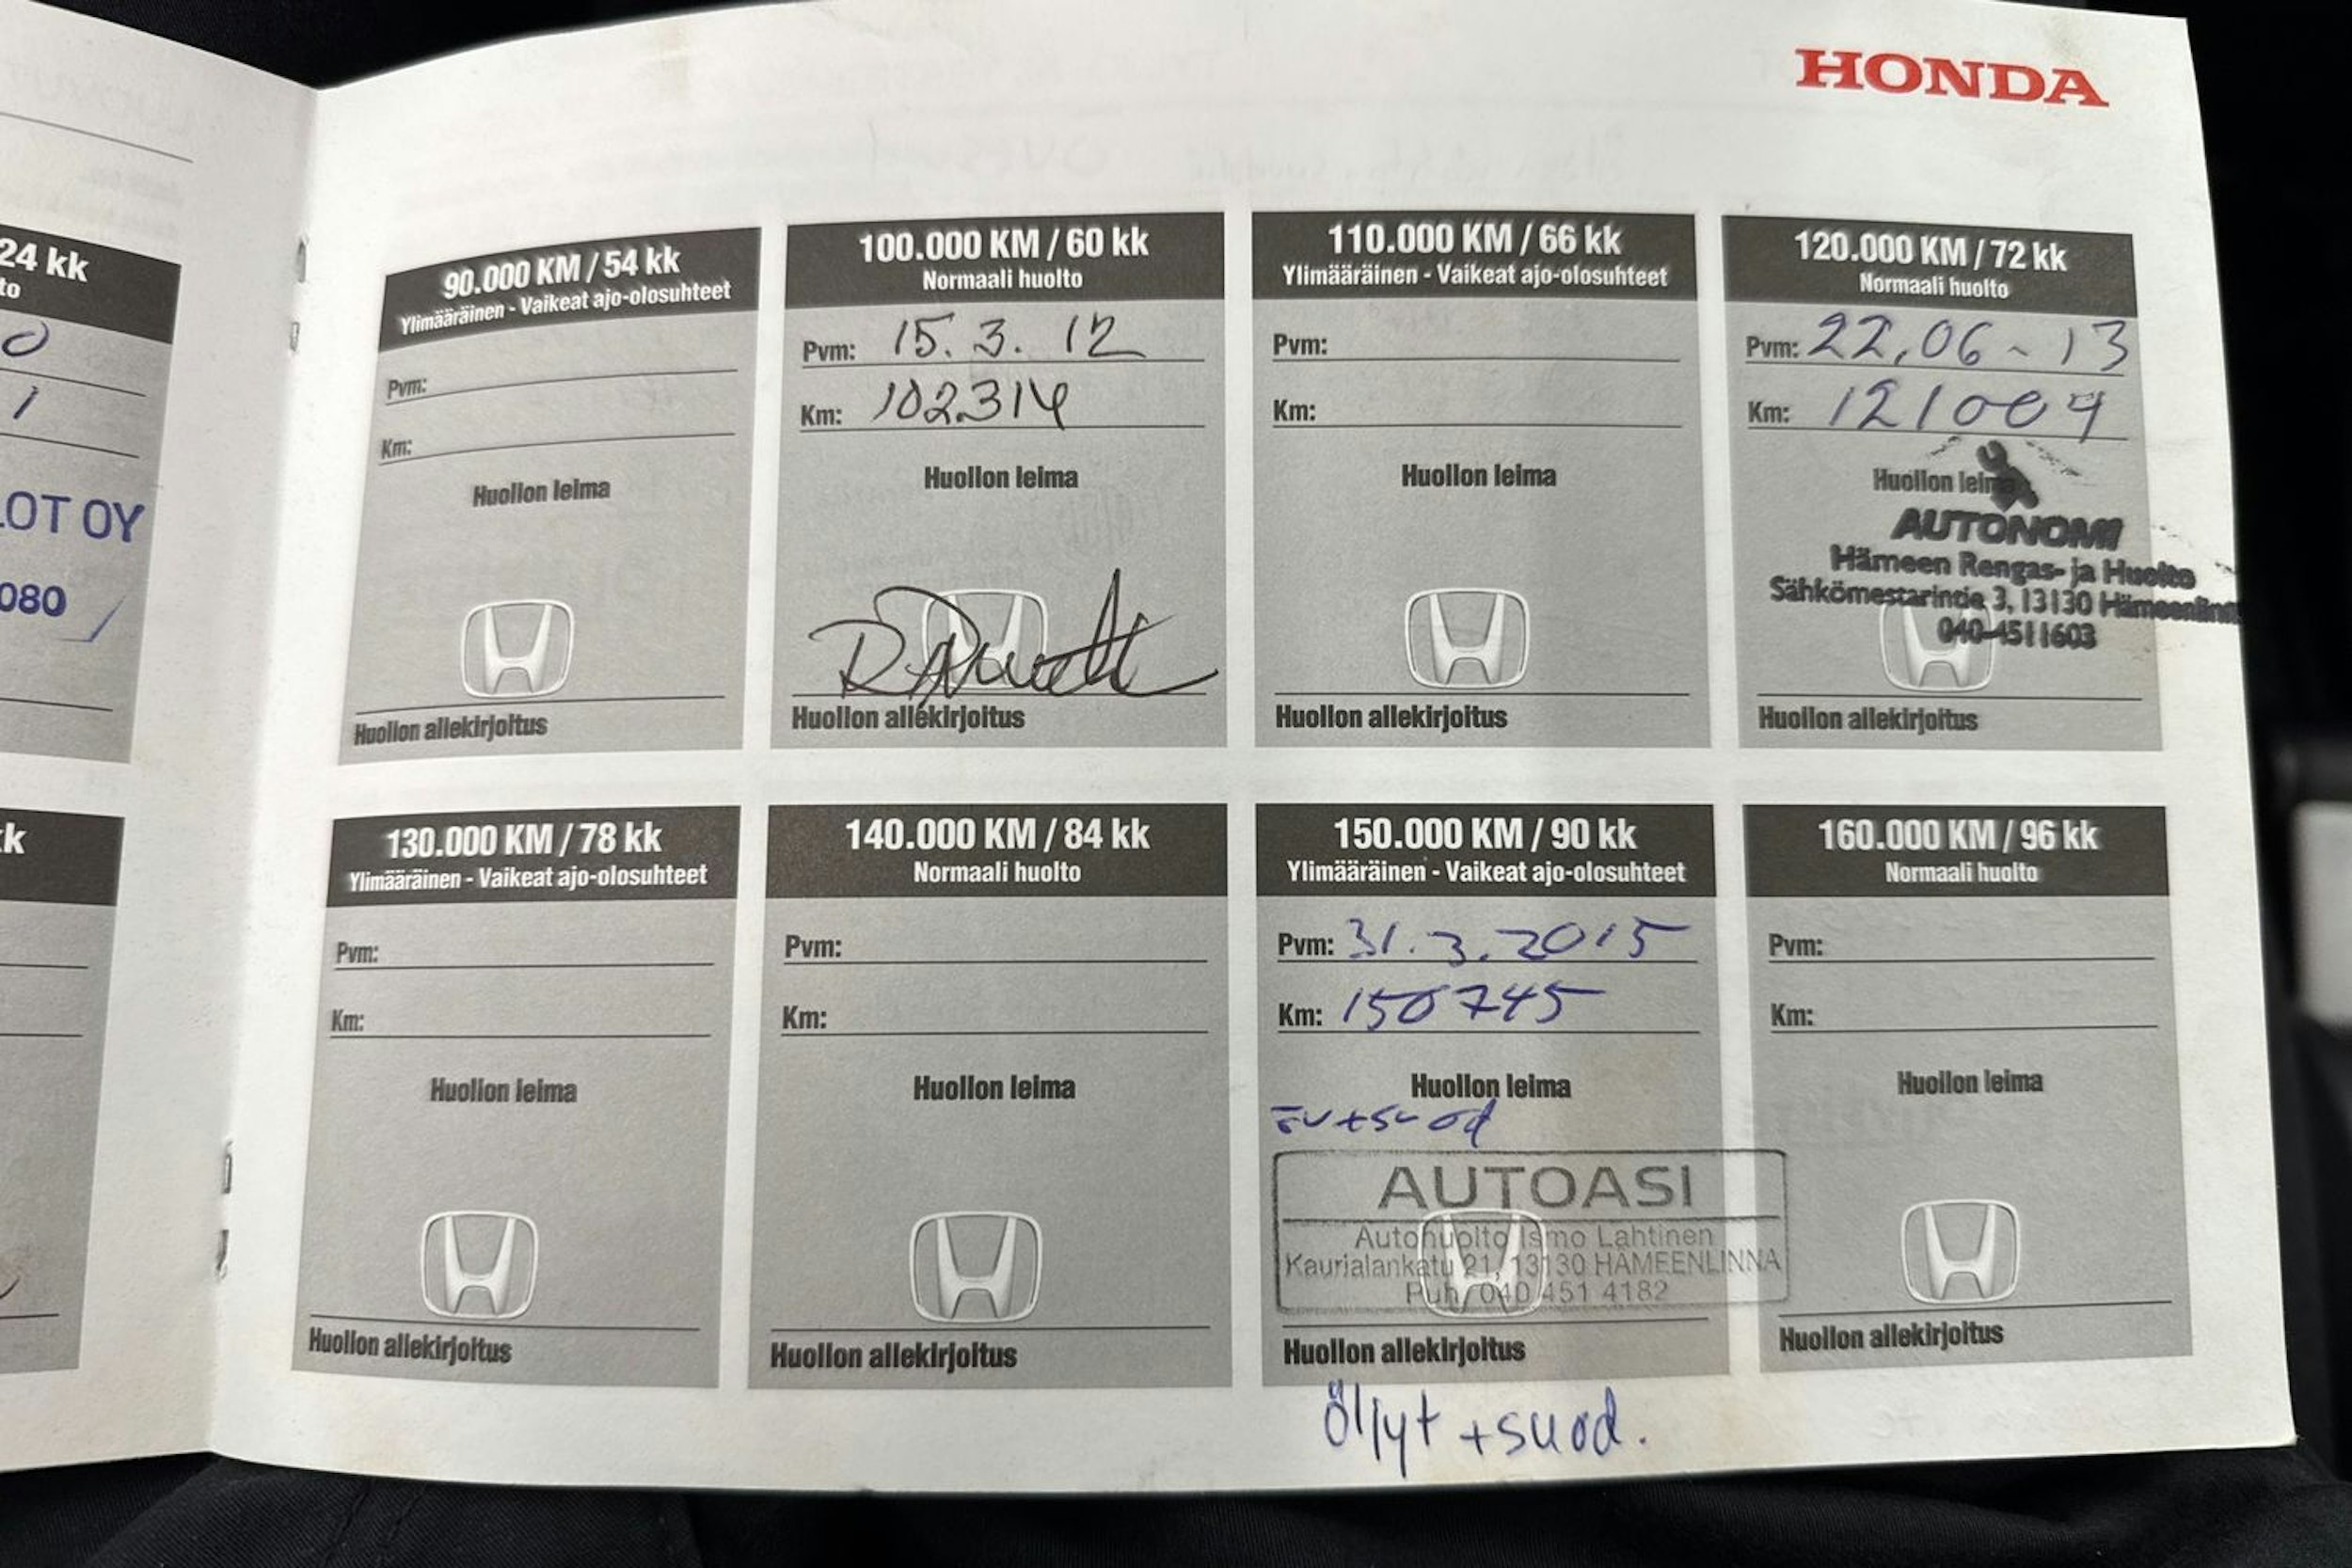 HONDA
24 kk
to
0
1
LOT OY
080
90.000 KM / 54 kk
Ylimääräinen - Vaikeat ajo-olosuhteet
Pvm:
Km:
Huollon leima
Huollon allekirjoitus
100.000 KM / 60 kk
Normaali huolto
Pvm: 15.3.12
Km: 102314
Huollon leima
Huollon allekirjoitus
110.000 KM / 66 kk
Ylimääräinen - Vaikeat ajo-olosuhteet
Pvm:
Km:
Huollon leima
Huollon allekirjoitus
120.000 KM / 72 kk
Normaali huolto
Pvm: 22.06-13
Km: 121004
Huollon leima
AUTONOMI
Hämeen Rengas- ja Huolto
Sähkömestarintie 3, 13130 Hämeenlinna
040-4511603
Huollon allekirjoitus
kk
130.000 KM / 78 kk
Ylimääräinen - Vaikeat ajo-olosuhteet
Pvm:
Km:
Huollon leima
Huollon allekirjoitus
140.000 KM / 84 kk
Normaali huolto
Pvm:
Km:
Huollon leima
Huollon allekirjoitus
150.000 KM / 90 kk
Ylimääräinen - Vaikeat ajo-olosuhteet
Pvm: 31.3.2015
Km: 150745
Huollon leima
AUTOASI
Autohuolto Ismo Lahtinen
Kaurialankatu 21, 13130 HÄMEENLINNA
Puh. 040 451 4182
Huollon allekirjoitus
Öljyt + suod.
160.000 KM / 96 kk
Normaali huolto
Pvm:
Km:
Huollon leima
Huollon allekirjoitus